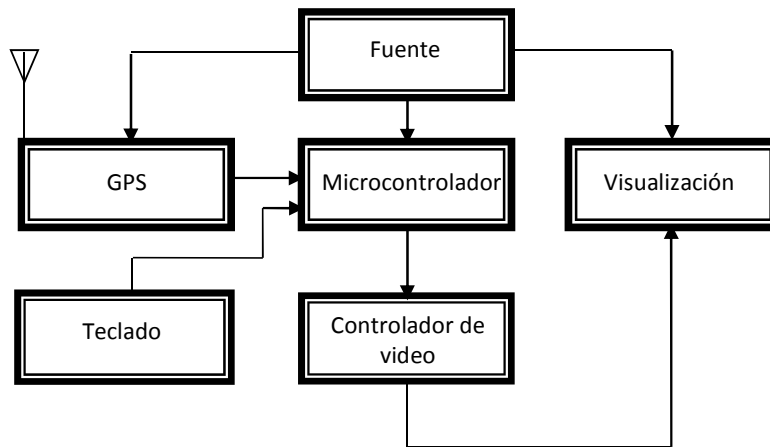 Fuente
GPS
Microcontrolador
Visualización
Teclado
Controlador de
video